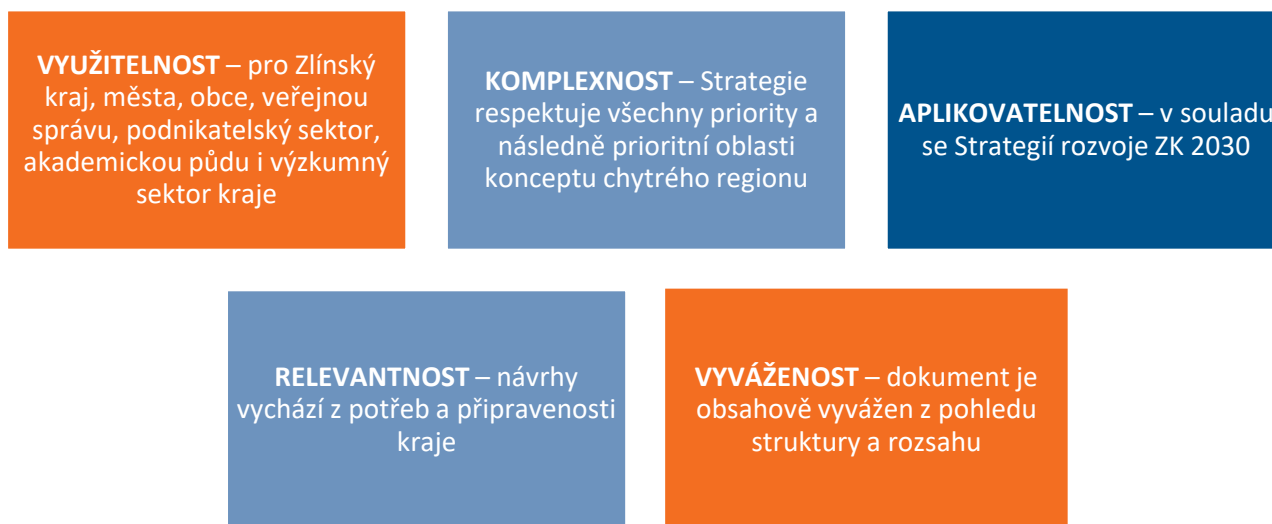 VYUŽITELNOST – pro Zlínský
kraj, města, obce, veřejnou
správu, podnikatelský sektor,
akademickou půdu i výzkumný
sektor kraje
KOMPLEXNOST – Strategie
respektuje všechny priority a
následně prioritní oblasti
konceptu chytrého regionu
APLIKOVATELNOST – v souladu
se Strategií rozvoje ZK 2030
RELEVANTNOST – návrhy
vychází z potřeb a připravenosti
kraje
VYVÁŽENOST – dokument je
obsahově vyvážen z pohledu
struktury a rozsahu